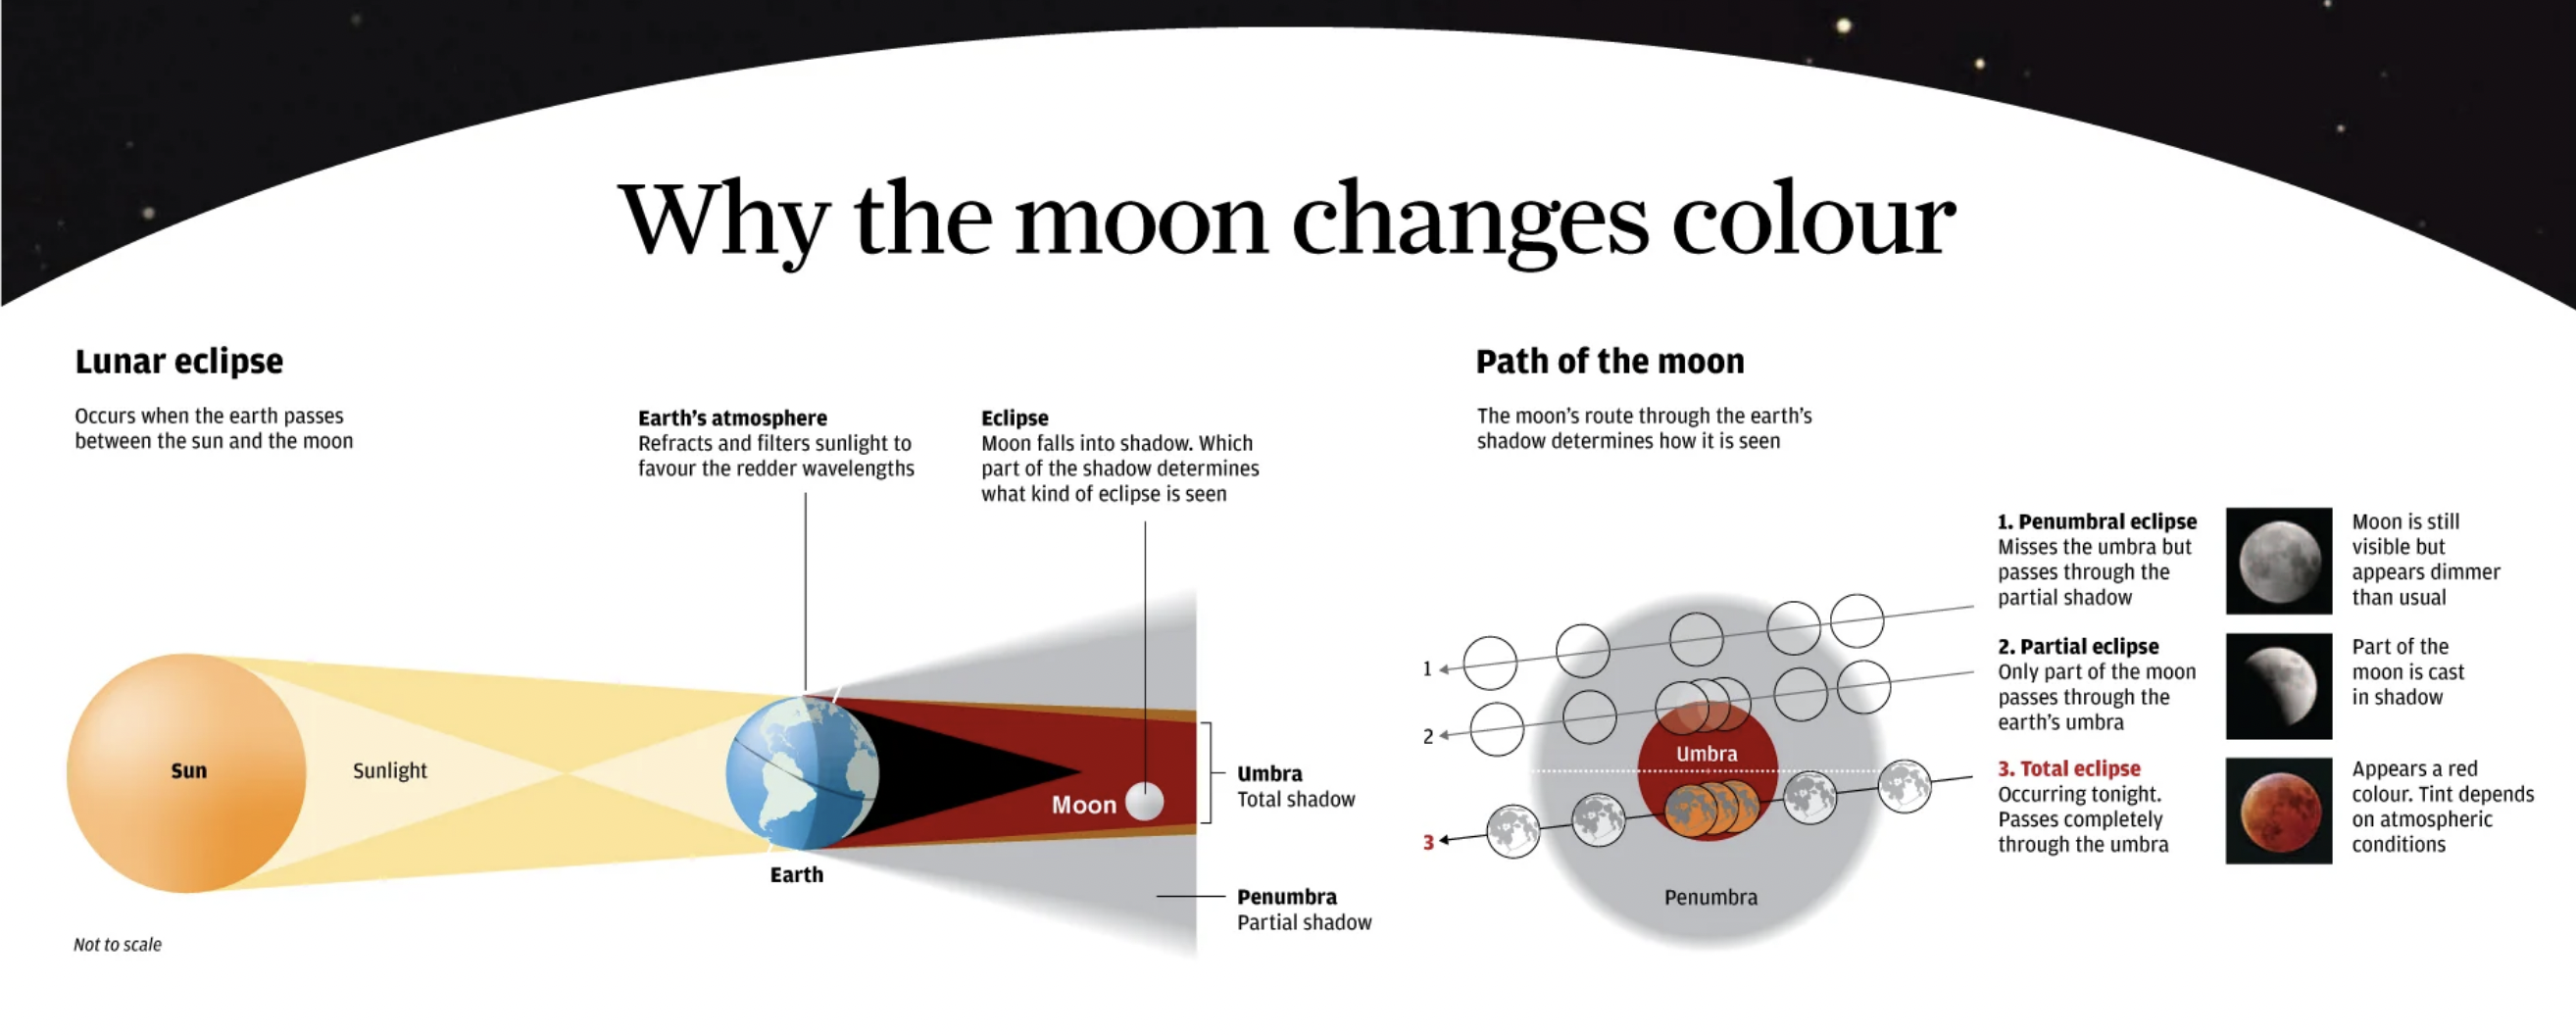 Why the moon changes colour
Lunar eclipse
Occurs when the earth passes
between the sun and the moon
Earth's atmosphere
Refracts and filters sunlight to
favour the redder wavelengths
Eclipse
Moon falls into shadow. Which
part of the shadow determines
what kind of eclipse is seen
Sun
Sunlight
Earth
Moon
Umbra
Total shadow
Penumbra
Partial shadow
Not to scale
Path of the moon
The moon's route through the earth's
shadow determines how it is seen
1
2
3
Umbra
Penumbra
1. Penumbral eclipse
Misses the umbra but
passes through the
partial shadow
Moon is still
visible but
appears dimmer
than usual
2. Partial eclipse
Only part of the moon
passes through the
earth's umbra
Part of the
moon is cast
in shadow
3. Total eclipse
Occurring tonight.
Passes completely
through the umbra
Appears a red
colour. Tint depends
on atmospheric
conditions